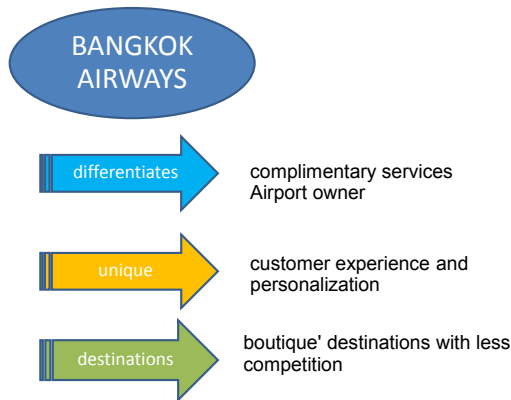 BANGKOK
AIRWAYS
differentiates
complimentary services
Airport owner
unique
customer experience and
personalization
destinations
boutique' destinations with less
competition